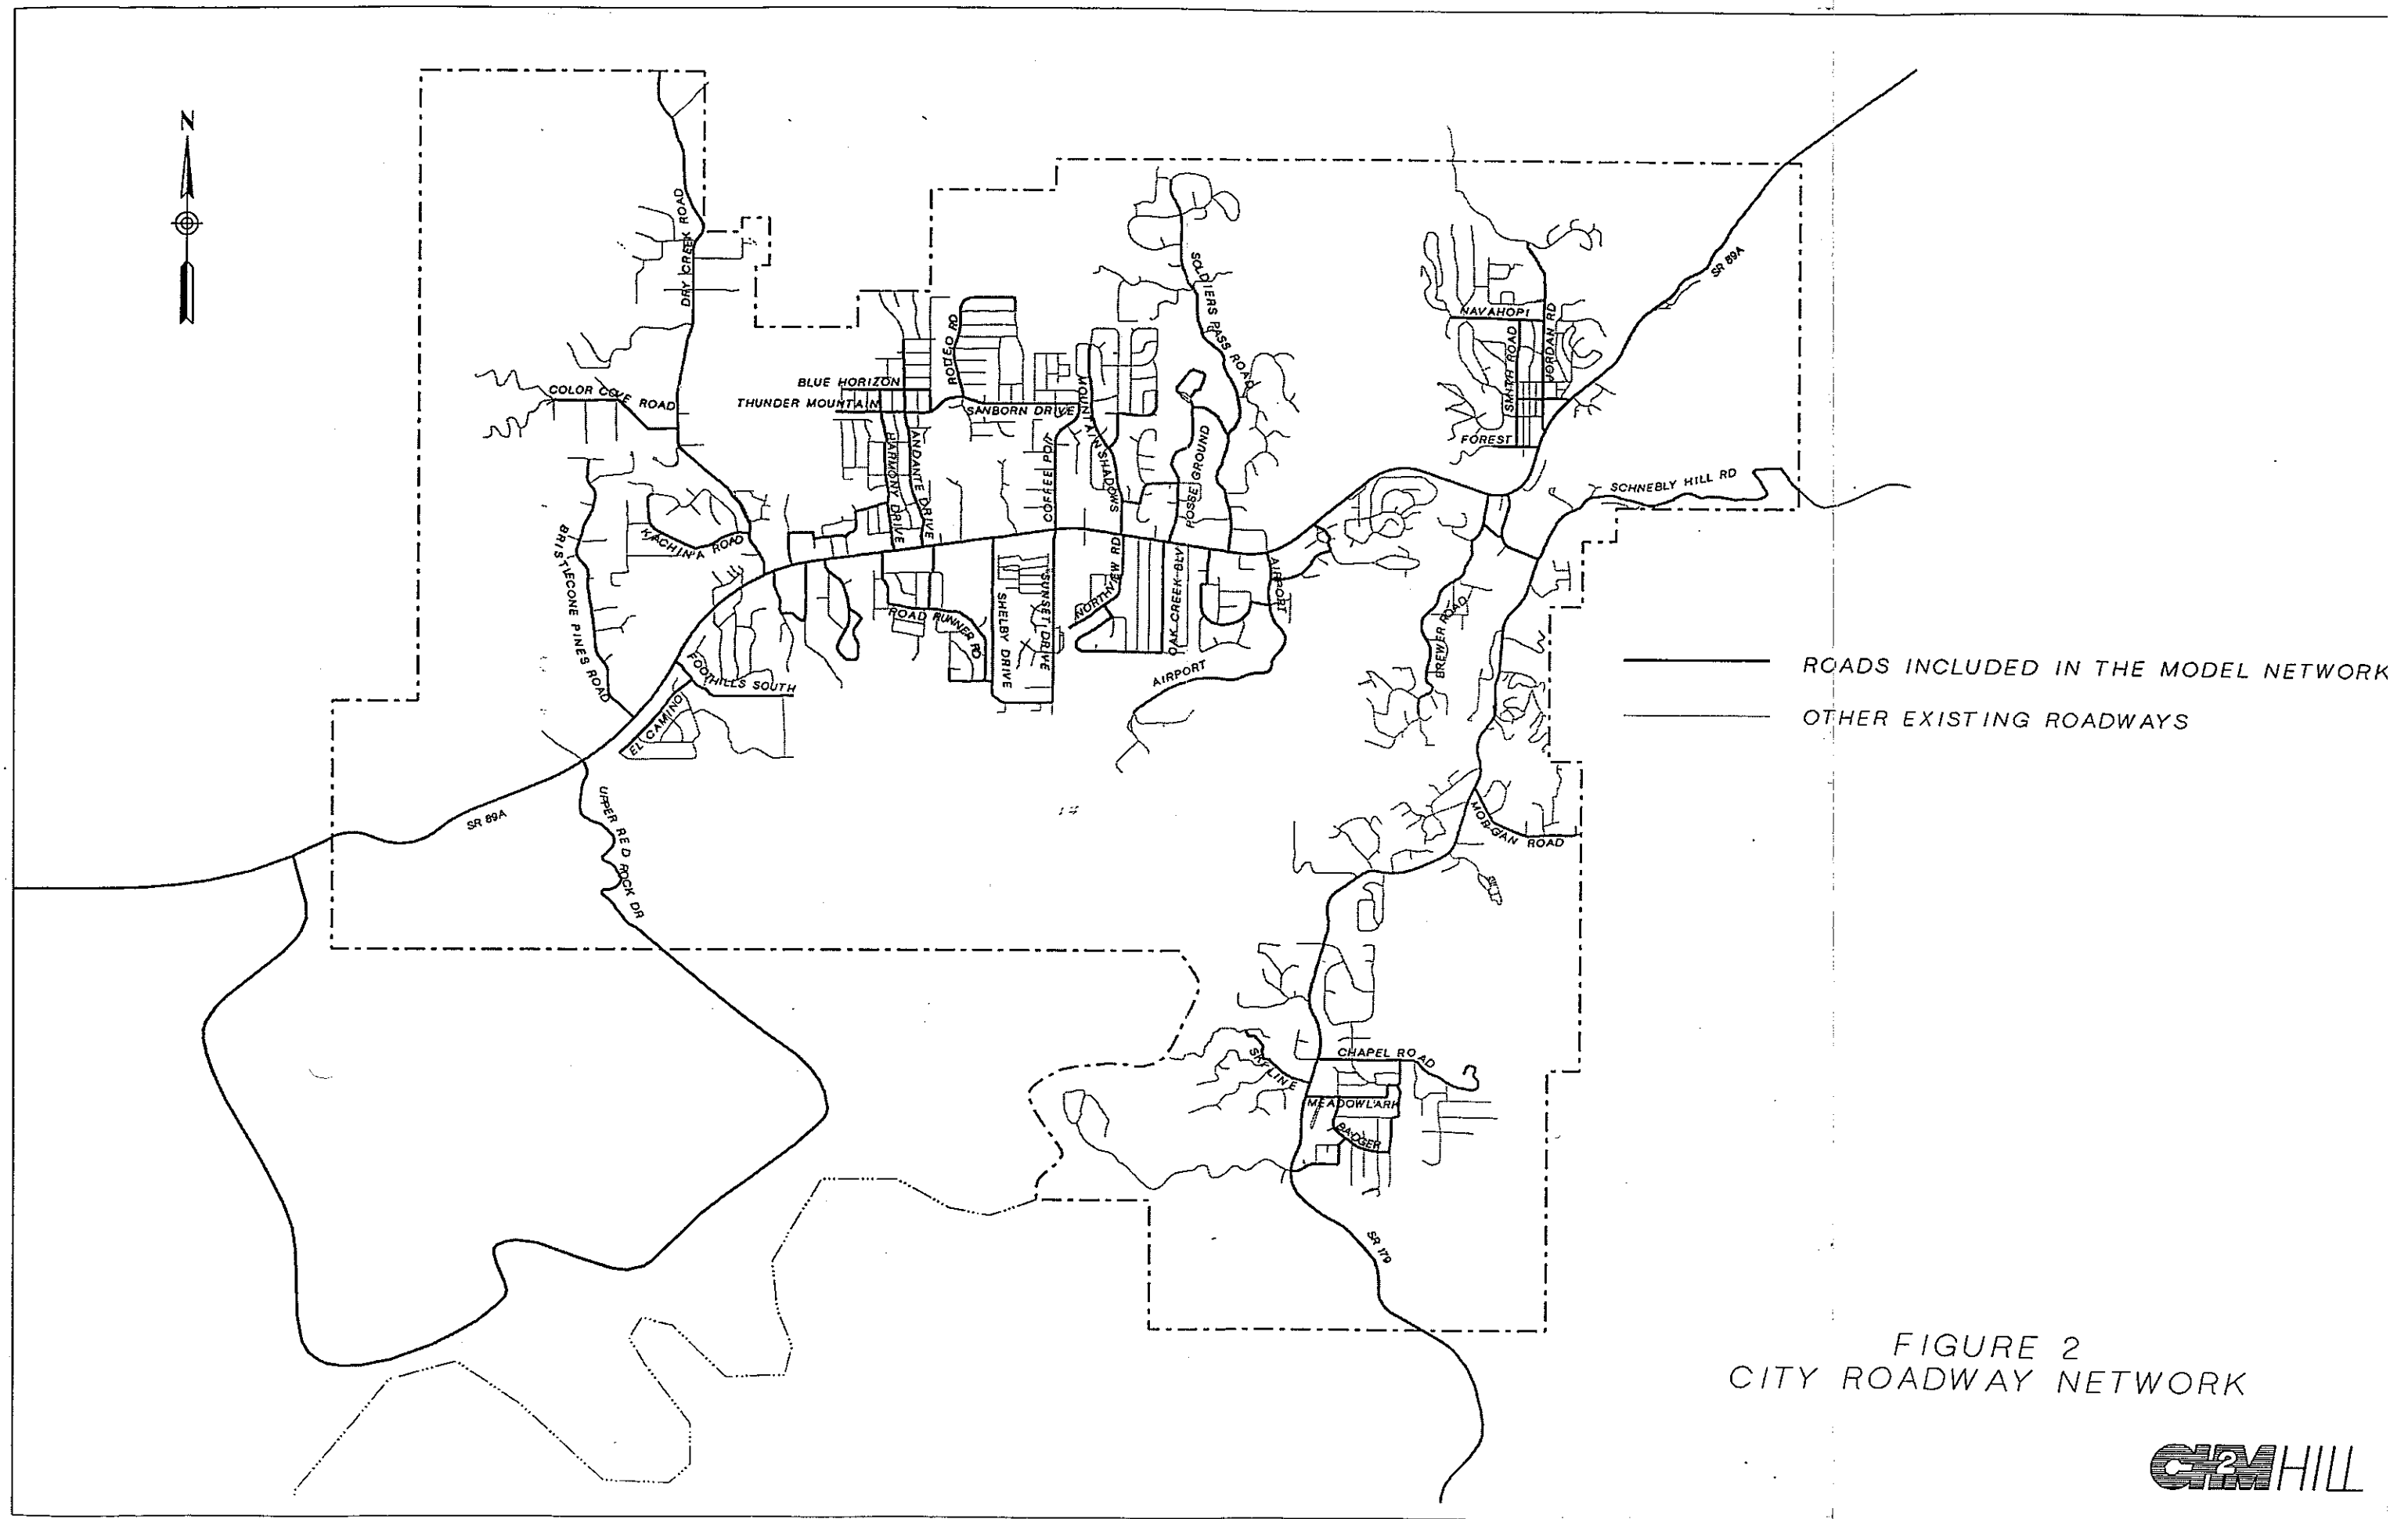 N
DRY CREEK ROAD
SOLDIERS PASS ROAD
SR 89A
NAVAHOPI
SMITH ROAD
JORDAN RD
RODEO RD
BLUE HORIZON
THUNDER MOUNTAIN
COLOR COVE ROAD
SANBORN DRIVE
MOUNTAIN SHADOWS
HARMONY DRIVE
ANDANTE DRIVE
COFFEE POT
POSSE GROUND
FOREST
SCHNEBLY HILL RD
KACHINA ROAD
BRISTLECONE PINES ROAD
ROAD RUNNER RD
SHELBY DRIVE
SUNSET DRIVE
NORTHVIEW RD
OAK CREEK BLV
AIRPORT
AIRPORT
BREWER ROAD
FOOTHILLS SOUTH
EL CAMINO
ROADS INCLUDED IN THE MODEL NETWORK
OTHER EXISTING ROADWAYS
SR 89A
UPPER RED ROCK DR
MORGAN ROAD
CHAPEL ROAD
SKYLINE
MEADOWLARK
BADGER
SR 179
FIGURE 2
CITY ROADWAY NETWORK
CH2M HILL